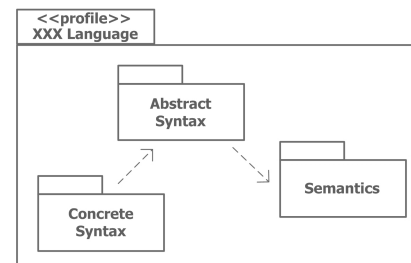 <<profile>>
XXX Language
Abstract
Syntax
Semantics
Concrete
Syntax